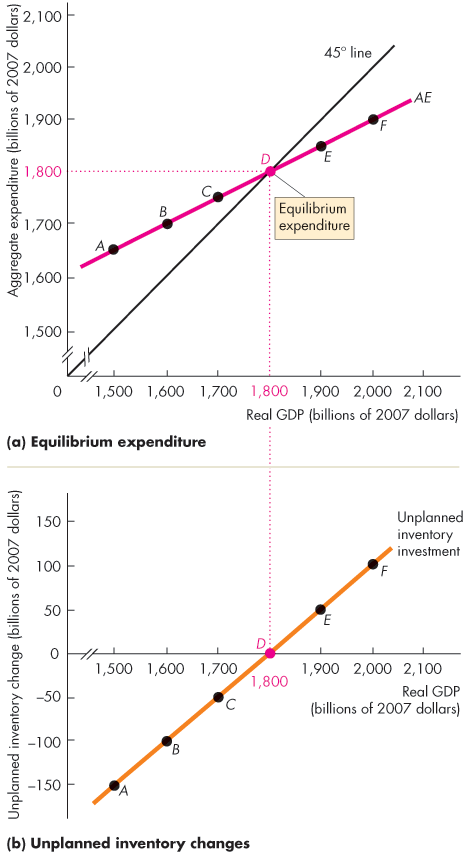 Aggregate expenditure (billions of 2007 dollars)
2,100
2,000
1,900
1,800
1,700
1,600
1,500
0
45° line
AE
A
B
C
D
E
F
Equilibrium
expenditure
1,500 1,600 1,700 1,800 1,900 2,000 2,100
Real GDP (billions of 2007 dollars)
(a) Equilibrium expenditure
Unplanned inventory change (billions of 2007 dollars)
150
100
50
0
–50
–100
–150
Unplanned
inventory
investment
F
E
D
C
B
A
1,500 1,600 1,700 1,800 1,900 2,000 2,100
Real GDP
(billions of 2007 dollars)
(b) Unplanned inventory changes